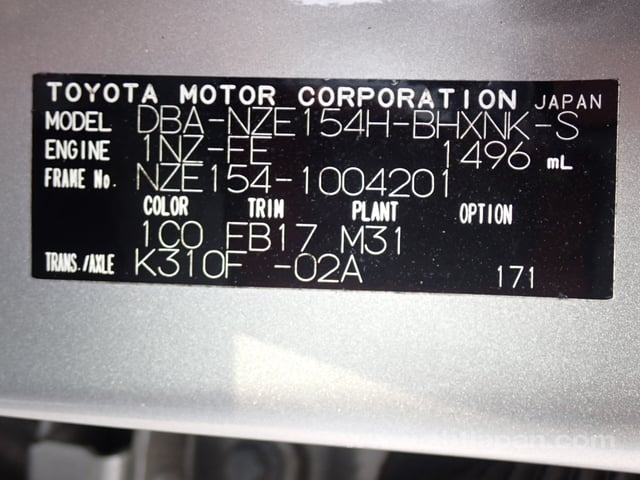 TOYOTA MOTOR CORPORATION JAPAN
MODEL DBA-NZE154H-BHXNK-S
ENGINE 1NZ-FE 1496 mL
FRAME No. NZE154-1004201
COLOR TRIM PLANT OPTION
1C0 FB17 M31
TRANS./AXLE K310F -02A 171